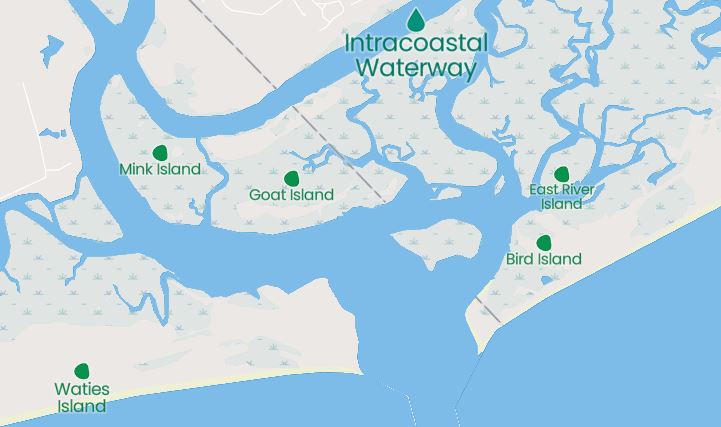 Intracoastal
Waterway
Mink Island
Goat Island
East River
Island
Bird Island
Waties
Island